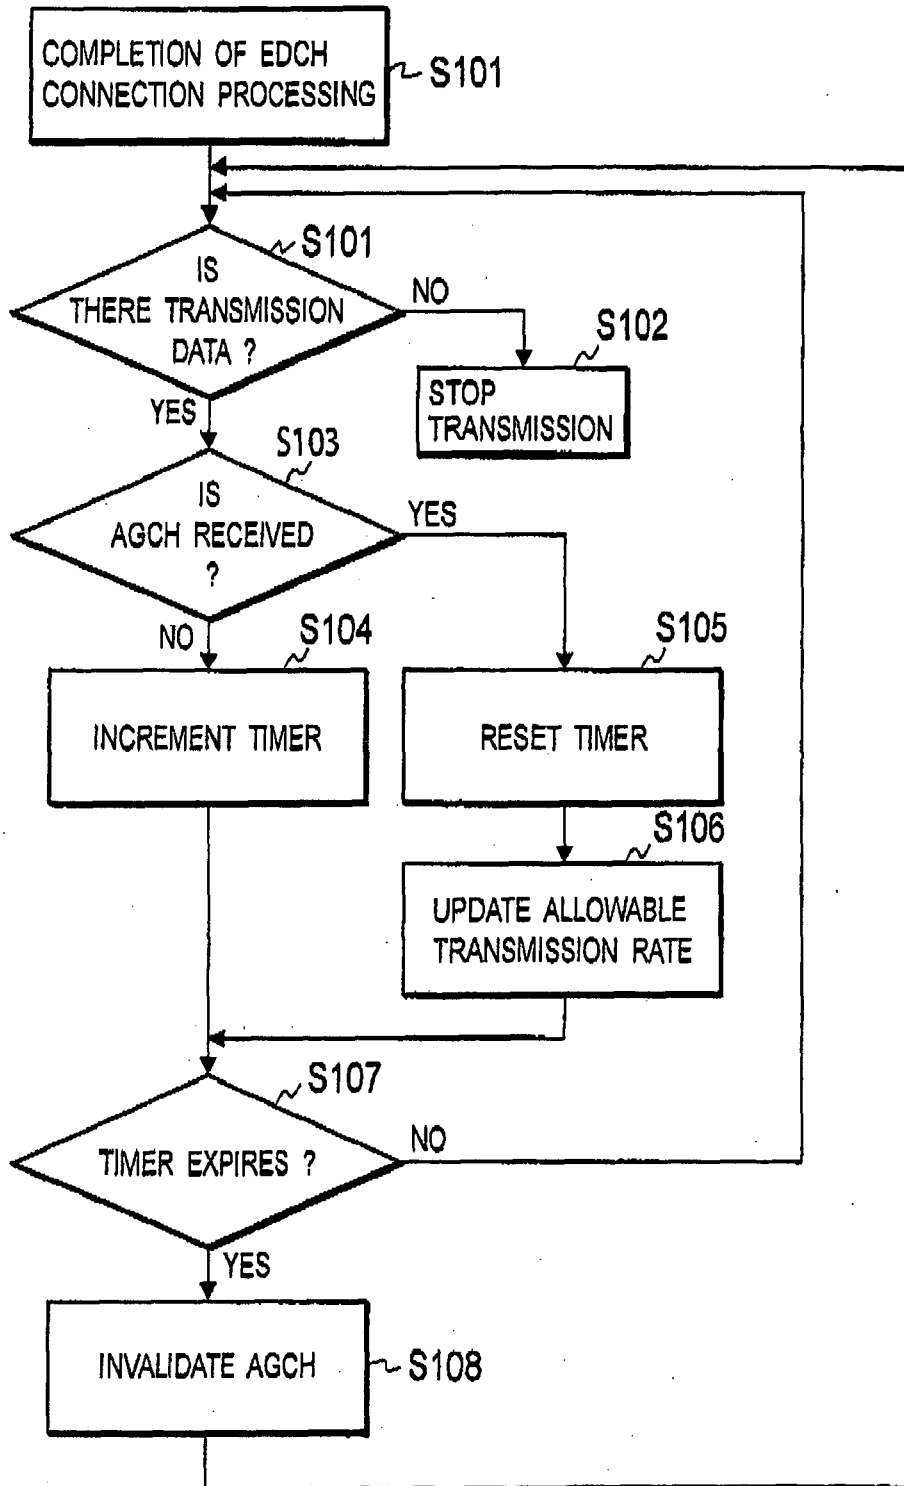 COMPLETION OF EDCH
CONNECTION PROCESSING
S101
S101
IS
THERE TRANSMISSION
DATA ?
NO
S102
STOP
TRANSMISSION
YES
S103
IS
AGCH RECEIVED
?
YES
NO
S104
S105
INCREMENT TIMER
RESET TIMER
S106
UPDATE ALLOWABLE
TRANSMISSION RATE
S107
TIMER EXPIRES ?
NO
YES
INVALIDATE AGCH
S108